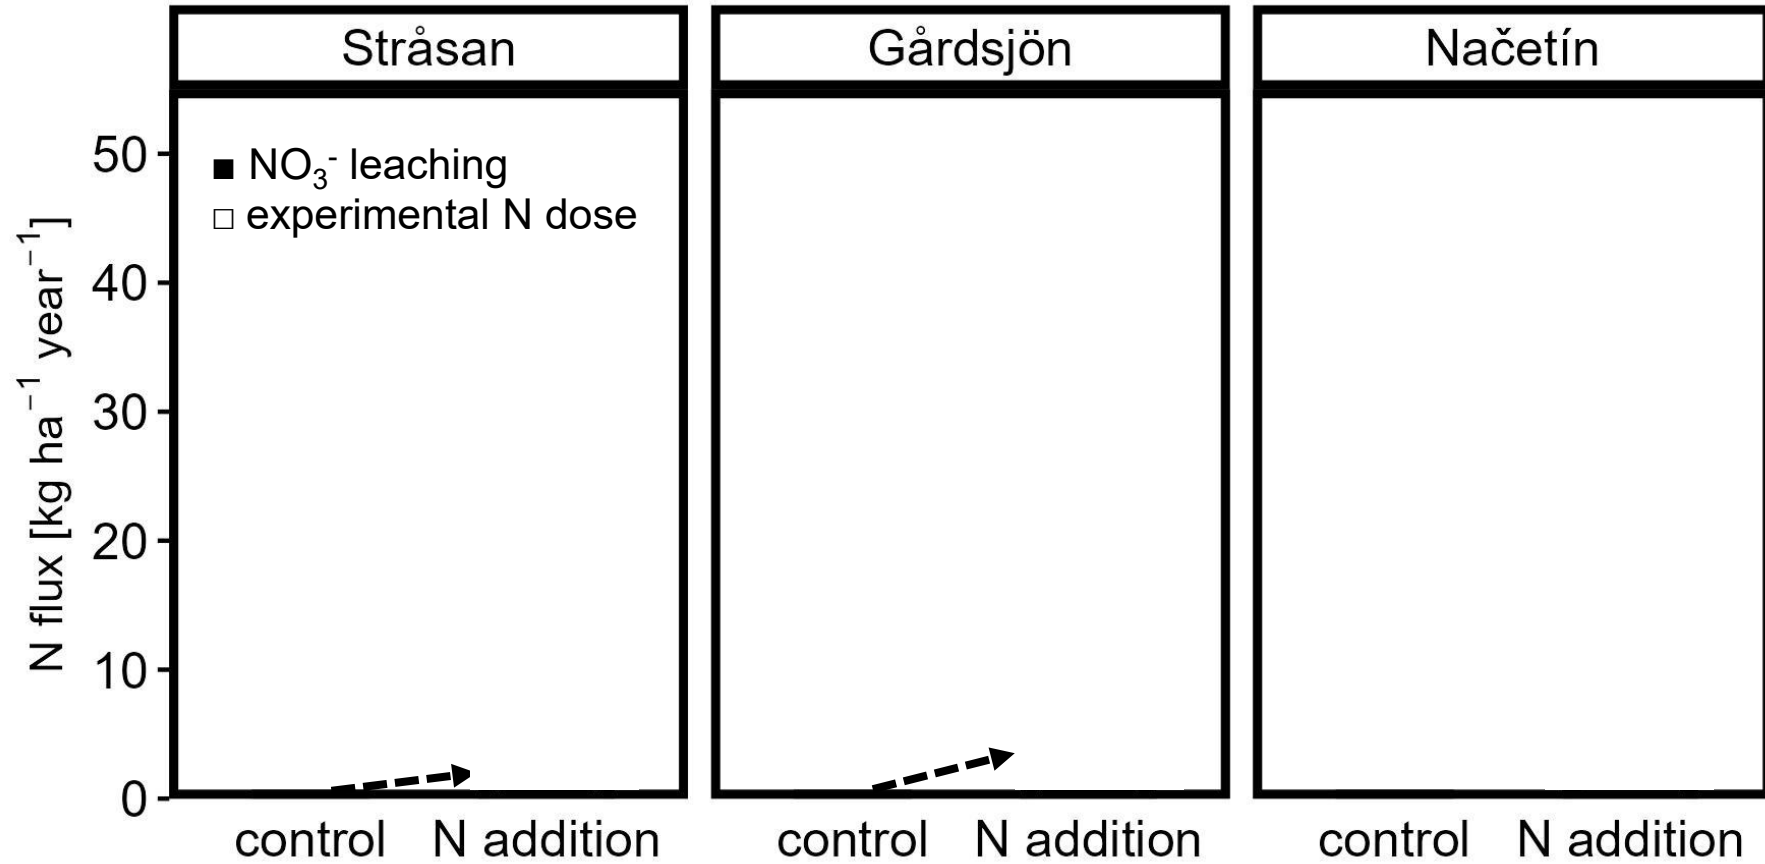 Stråsan Gårdsjön Načetín
N flux [kg ha⁻¹ year⁻¹]
50
40
30
20
10
0
■ NO₃⁻ leaching
□ experimental N dose
control N addition control N addition control N addition